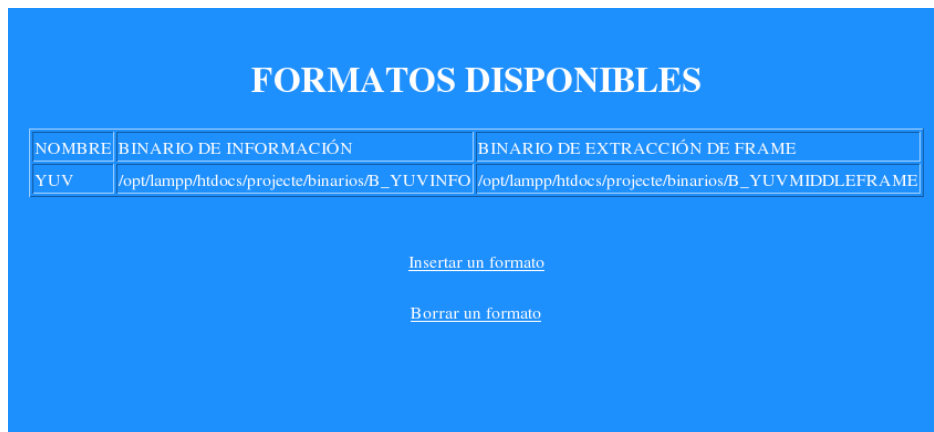 FORMATOS DISPONIBLES
NOMBRE BINARIO DE INFORMACIÓN BINARIO DE EXTRACCIÓN DE FRAME
YUV /opt/lampp/htdocs/projecte/binarios/B_YUVINFO /opt/lampp/htdocs/projecte/binarios/B_YUVMIDDLEFRAME
Insertar un formato
Borrar un formato